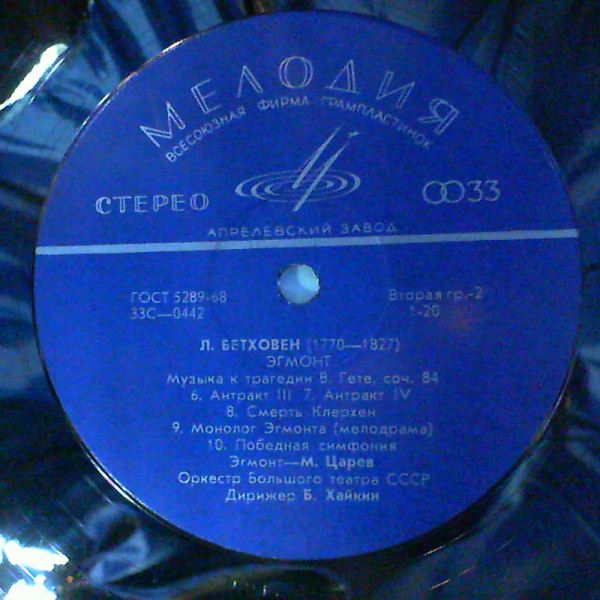 МЕЛОДИЯ
ВСЕСОЮЗНАЯ ФИРМА ГРАМПЛАСТИНОК
СТЕРЕО 33
АПРЕЛЕВСКИЙ ЗАВОД
ГОСТ 5289-68 Вторая гр.-2
33С—0442 1-20
Л. БЕТХОВЕН (1770—1827)
ЭГМОНТ
Музыка к трагедии В. Гете, соч. 84
6. Антракт III 7. Антракт IV
8. Смерть Клерхен
9. Монолог Эгмонта (мелодрама)
10. Победная симфония
Эгмонт—М. Царев
Оркестр Большого театра СССР
Дирижер Б. Хайкин